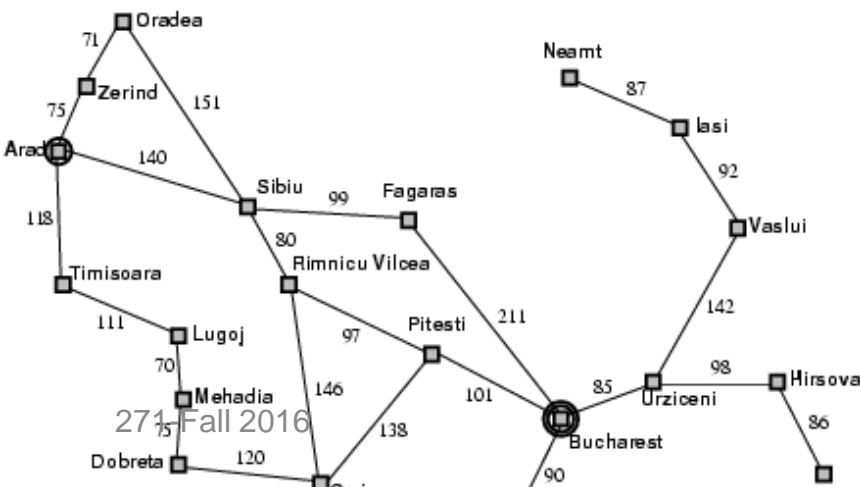 Oradea
71
Neamt
Zerind
87
75
151
Iasi
Arad
140
92
Sibiu
99
Fagaras
118
80
Vaslui
Timisoara
Rimnicu Vilcea
111
211
142
Lugoj
97
Pitesti
70
98
Hirsova
146
101
85
Mehadia
Urziceni
271-Fall 2016
75
138
86
Bucharest
Dobreta
120
90